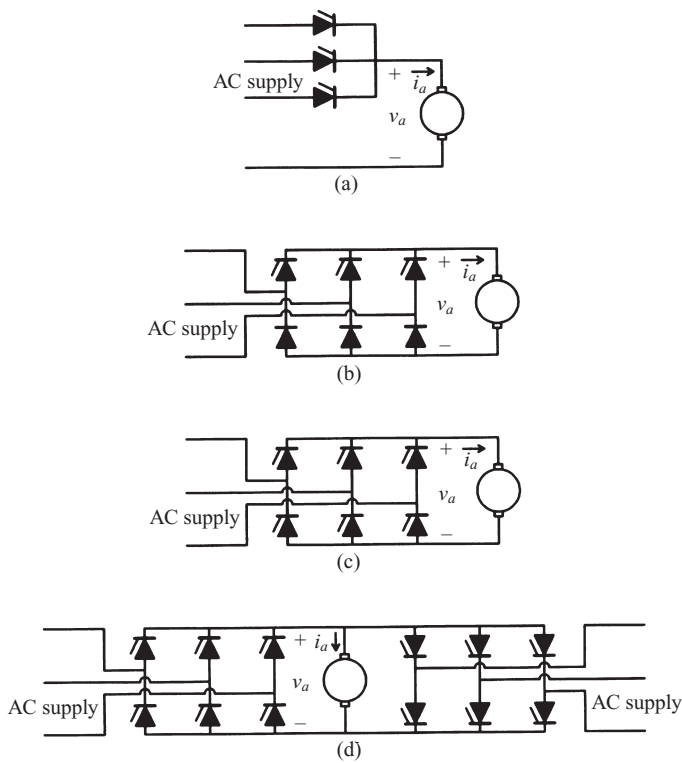 + i_a
AC supply
v_a
–
(a)
+ i_a
v_a
AC supply
–
(b)
+ i_a
v_a
AC supply
–
(c)
+ i_a
v_a
AC supply AC supply
–
(d)